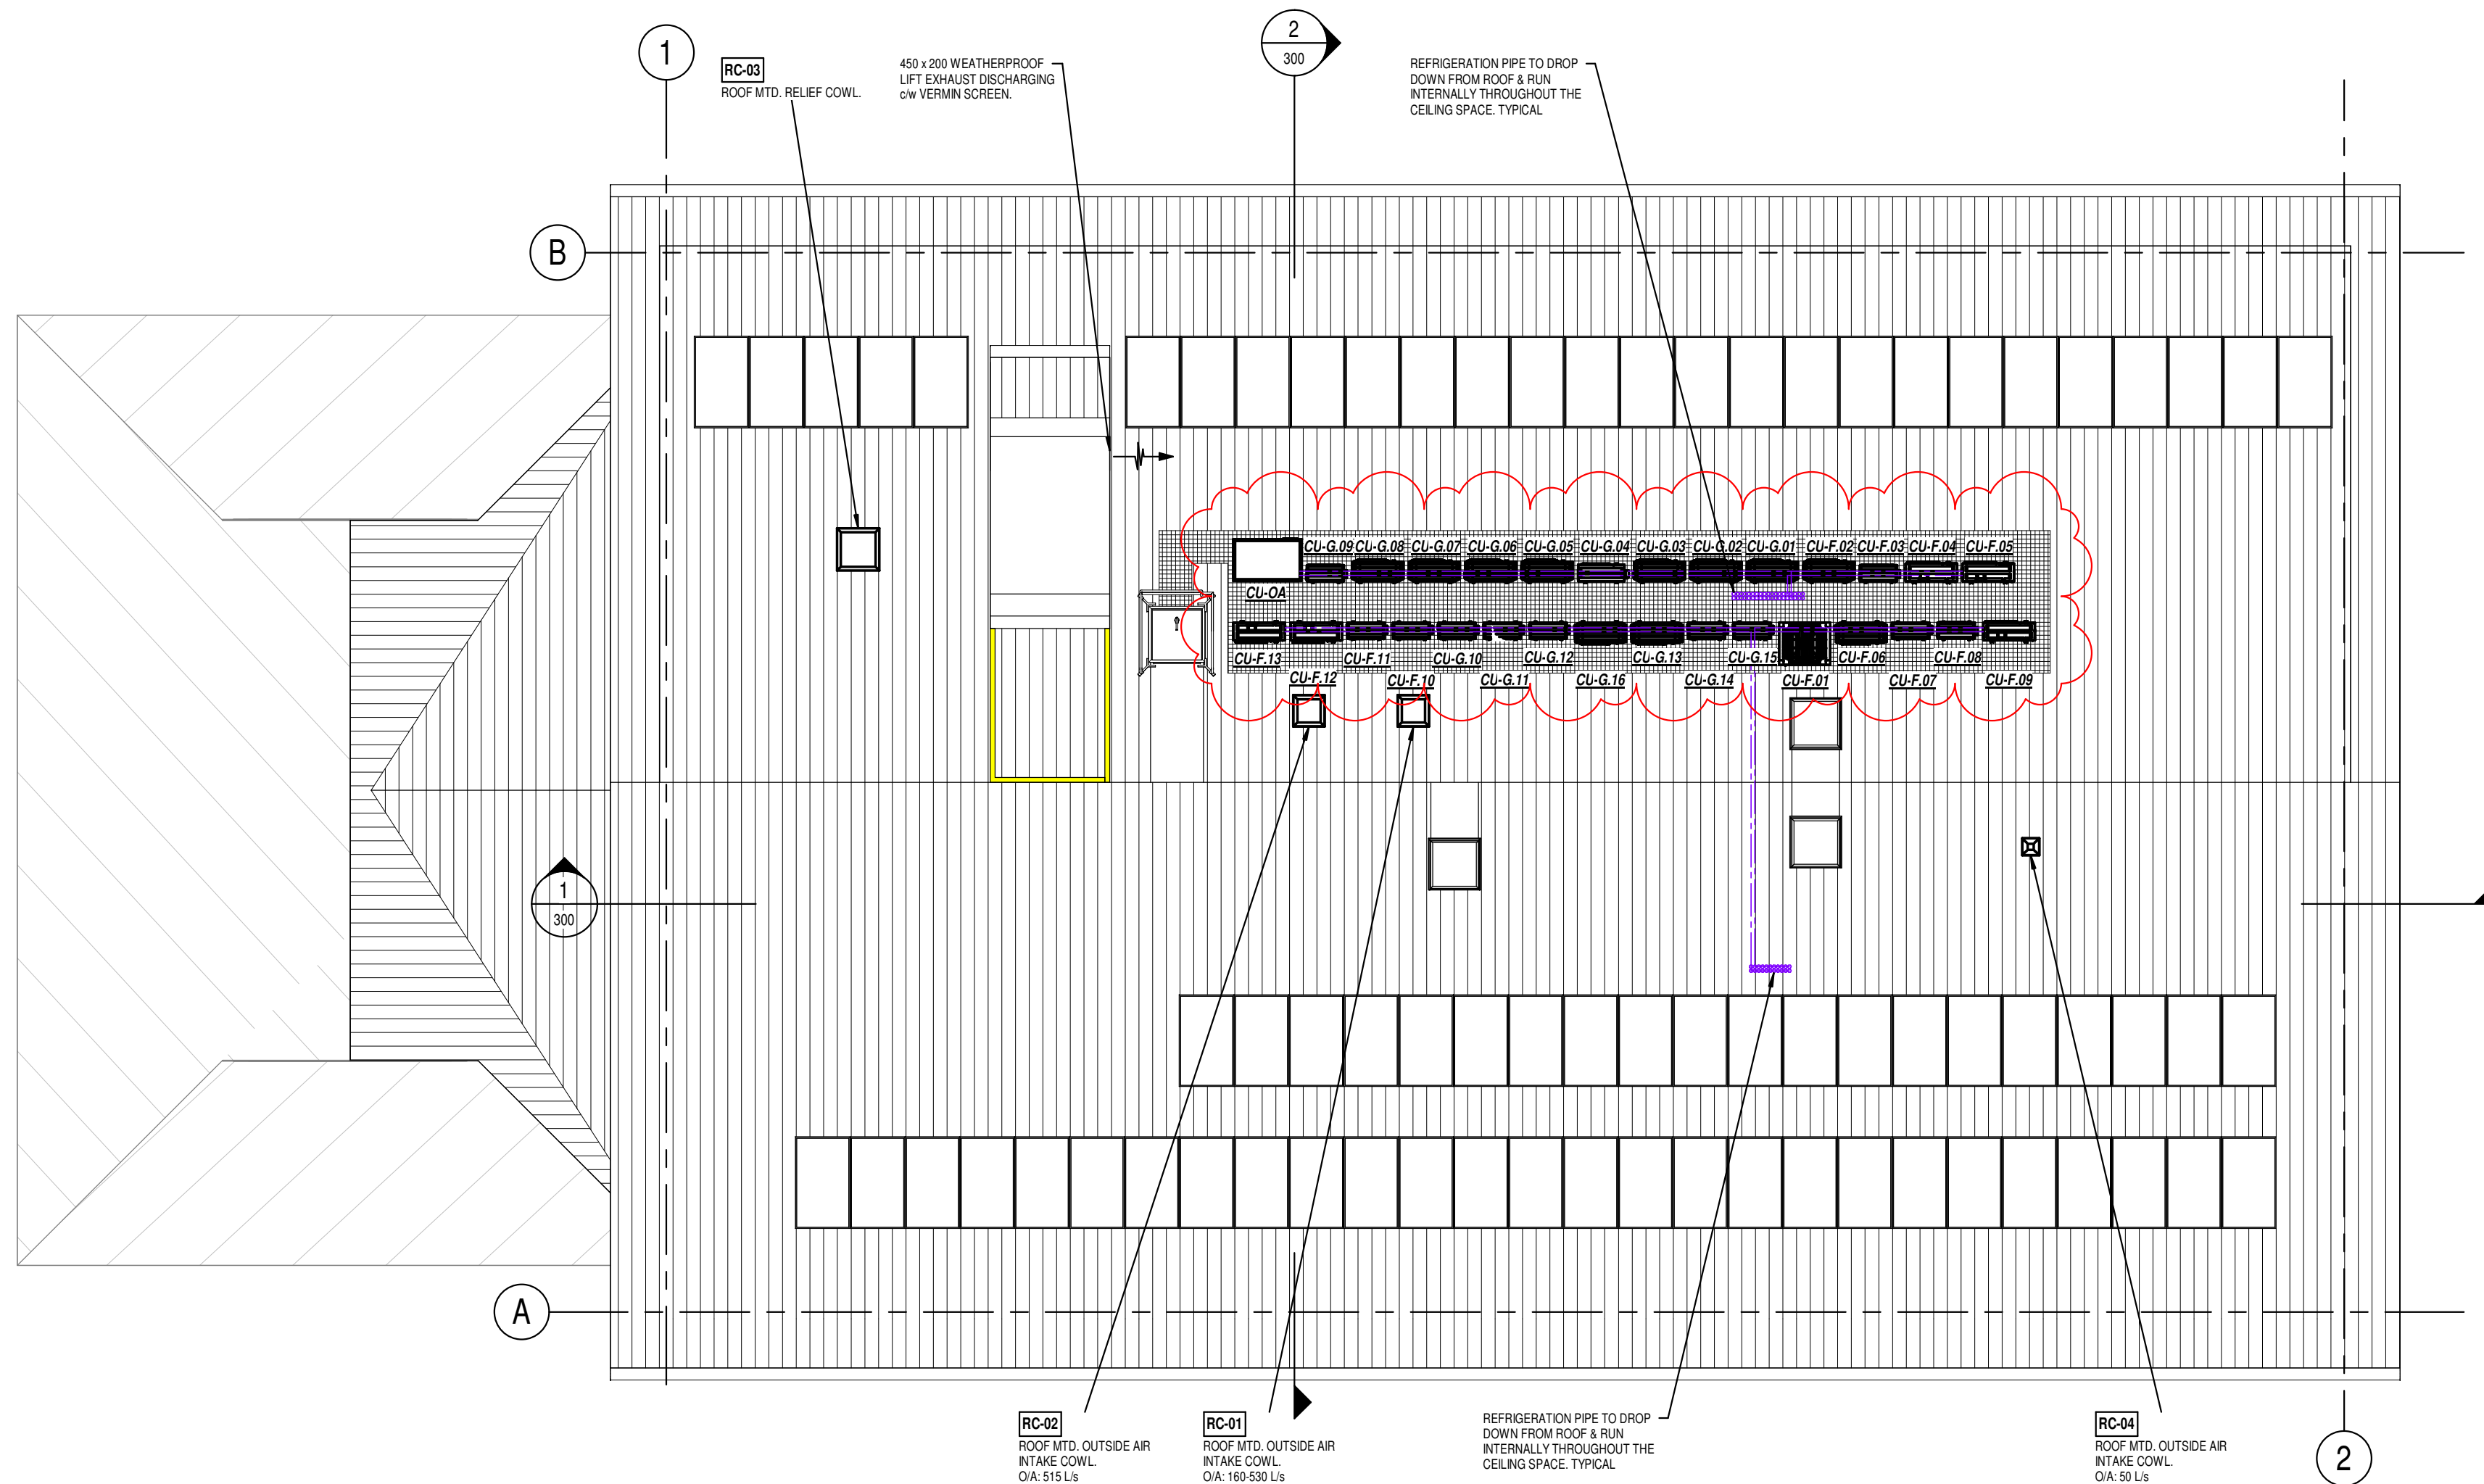 1
2
300
RC-03
ROOF MTD. RELIEF COWL.
450 x 200 WEATHERPROOF
LIFT EXHAUST DISCHARGING
c/w VERMIN SCREEN.
REFRIGERATION PIPE TO DROP
DOWN FROM ROOF & RUN
INTERNALLY THROUGHOUT THE
CEILING SPACE. TYPICAL
B
CU-G.09 CU-G.08 CU-G.07 CU-G.06 CU-G.05 CU-G.04 CU-G.03 CU-G.02 CU-G.01 CU-F.02 CU-F.03 CU-F.04 CU-F.05
CU-OA
CU-F.13 CU-F.11 CU-G.10 CU-G.12 CU-G.13 CU-G.15 CU-F.06 CU-F.08
CU-F.12 CU-F.10 CU-G.11 CU-G.16 CU-G.14 CU-F.01 CU-F.07 CU-F.09
1
300
A
RC-02
ROOF MTD. OUTSIDE AIR
INTAKE COWL.
O/A: 515 L/s
RC-01
ROOF MTD. OUTSIDE AIR
INTAKE COWL.
O/A: 160-530 L/s
REFRIGERATION PIPE TO DROP
DOWN FROM ROOF & RUN
INTERNALLY THROUGHOUT THE
CEILING SPACE. TYPICAL
RC-04
ROOF MTD. OUTSIDE AIR
INTAKE COWL.
O/A: 50 L/s
2